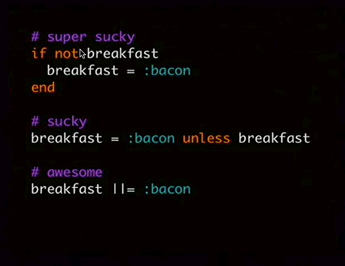 # super sucky
if not breakfast
  breakfast = :bacon
end

# sucky
breakfast = :bacon unless breakfast

# awesome
breakfast ||= :bacon